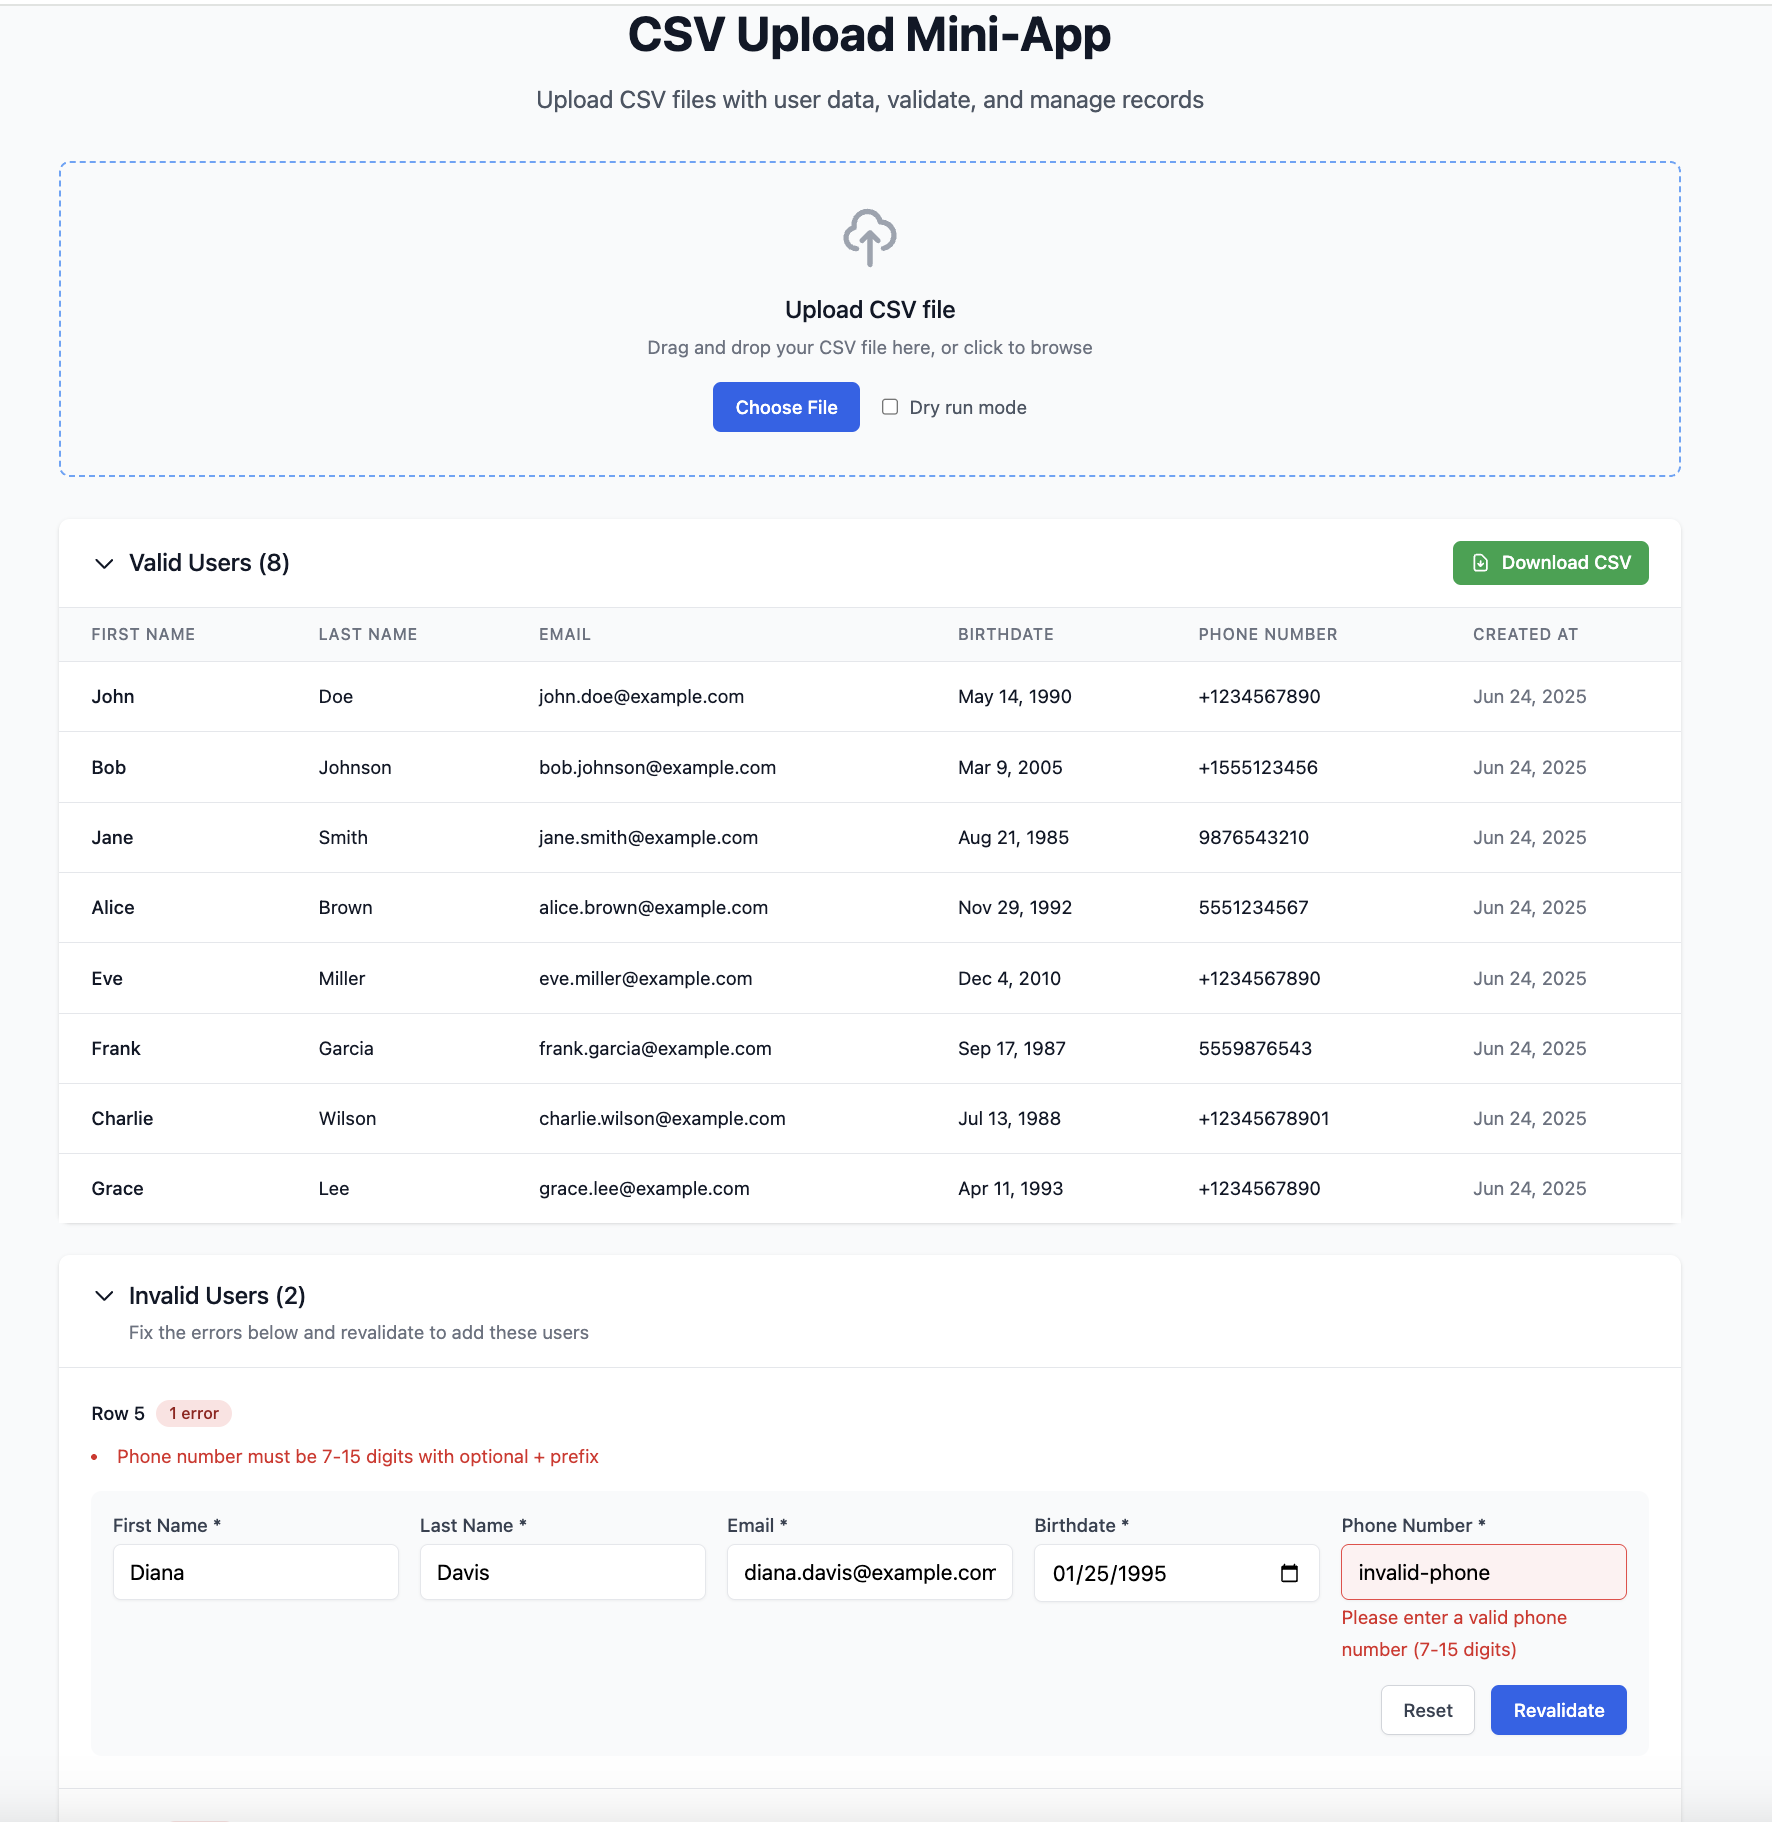 CSV Upload Mini-App
Upload CSV files with user data, validate, and manage records
Upload CSV file
Drag and drop your CSV file here, or click to browse
Choose File Dry run mode
Valid Users (8) Download CSV
FIRST NAME LAST NAME EMAIL BIRTHDATE PHONE NUMBER CREATED AT
John Doe john.doe@example.com May 14, 1990 +1234567890 Jun 24, 2025
Bob Johnson bob.johnson@example.com Mar 9, 2005 +1555123456 Jun 24, 2025
Jane Smith jane.smith@example.com Aug 21, 1985 9876543210 Jun 24, 2025
Alice Brown alice.brown@example.com Nov 29, 1992 5551234567 Jun 24, 2025
Eve Miller eve.miller@example.com Dec 4, 2010 +1234567890 Jun 24, 2025
Frank Garcia frank.garcia@example.com Sep 17, 1987 5559876543 Jun 24, 2025
Charlie Wilson charlie.wilson@example.com Jul 13, 1988 +12345678901 Jun 24, 2025
Grace Lee grace.lee@example.com Apr 11, 1993 +1234567890 Jun 24, 2025
Invalid Users (2)
Fix the errors below and revalidate to add these users
Row 5 1 error
• Phone number must be 7-15 digits with optional + prefix
First Name * Last Name * Email * Birthdate * Phone Number *
Diana Davis diana.davis@example.com 01/25/1995 invalid-phone
Please enter a valid phone
number (7-15 digits)
Reset Revalidate